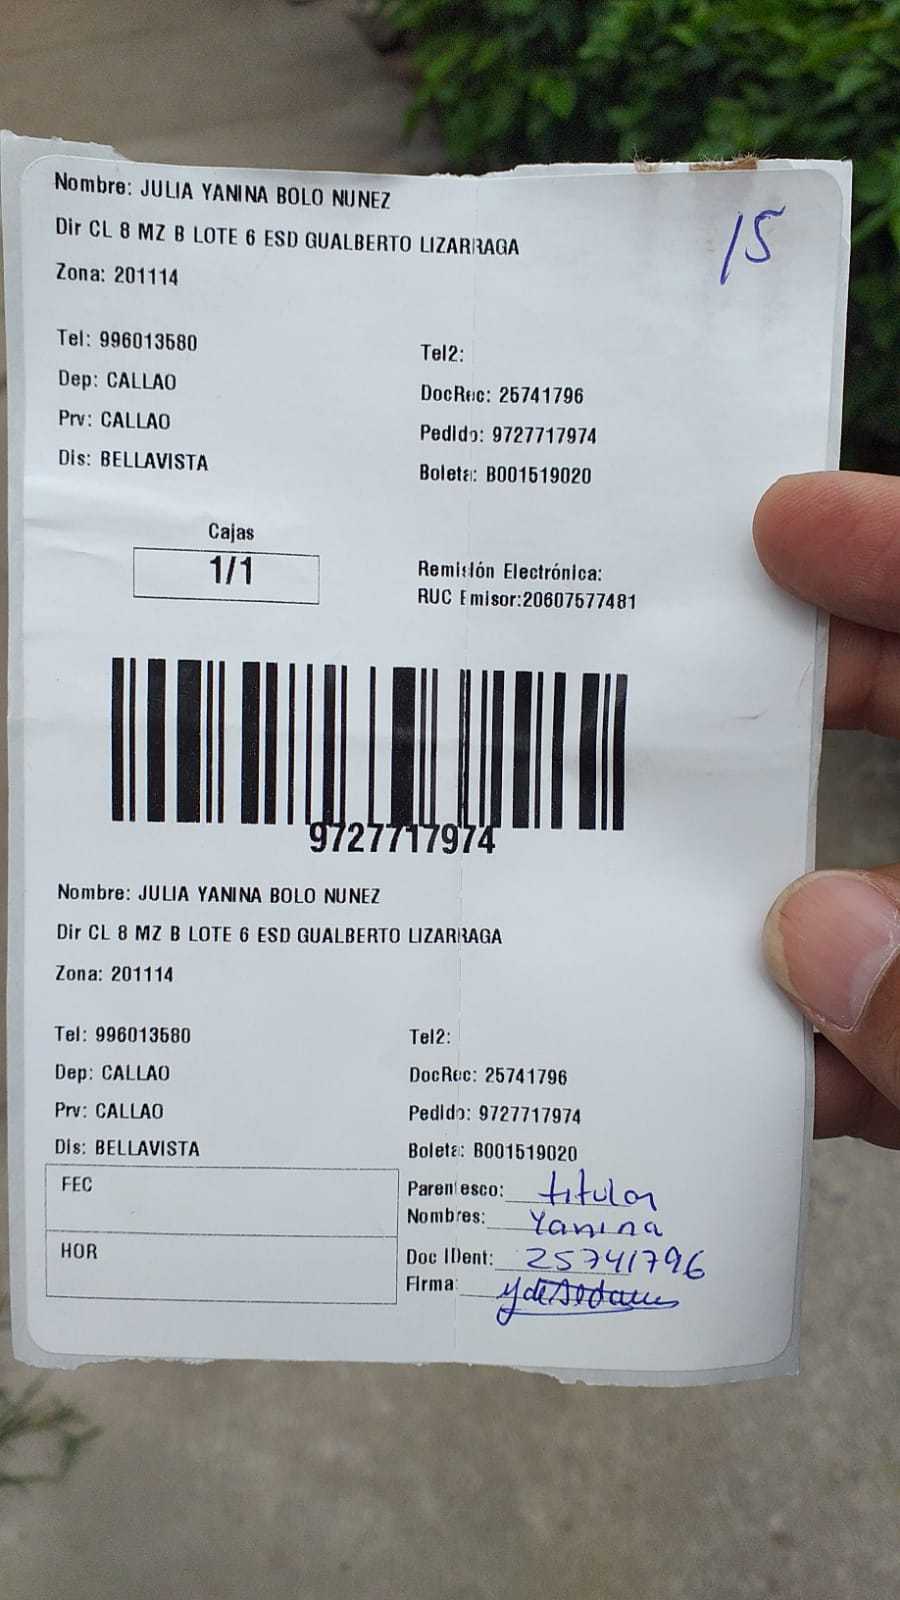 Nombre: JULIA YANINA BOLO NUNEZ
15
Dir CL 8 MZ B LOTE 6 ESD GUALBERTO LIZARRAGA
Zona: 201114
Tel: 996013580
Tel2:
Dep: CALLAO
DocRec: 25741796
Prv: CALLAO
Pedido: 9727717974
Dis: BELLAVISTA
Boleta: B001519020
Cajas
1/1
Remisión Electrónica:
RUC Emisor:20607577481
9727717974
Nombre: JULIA YANINA BOLO NUNEZ
Dir CL 8 MZ B LOTE 6 ESD GUALBERTO LIZARRAGA
Zona: 201114
Tel: 996013580
Tel2:
Dep: CALLAO
DocRec: 25741796
Prv: CALLAO
Pedido: 9727717974
Dis: BELLAVISTA
Boleta: B001519020
FEC
Parentesco: titular
Nombres: Yanina
HOR
Doc IDent: 25741796
Firma: